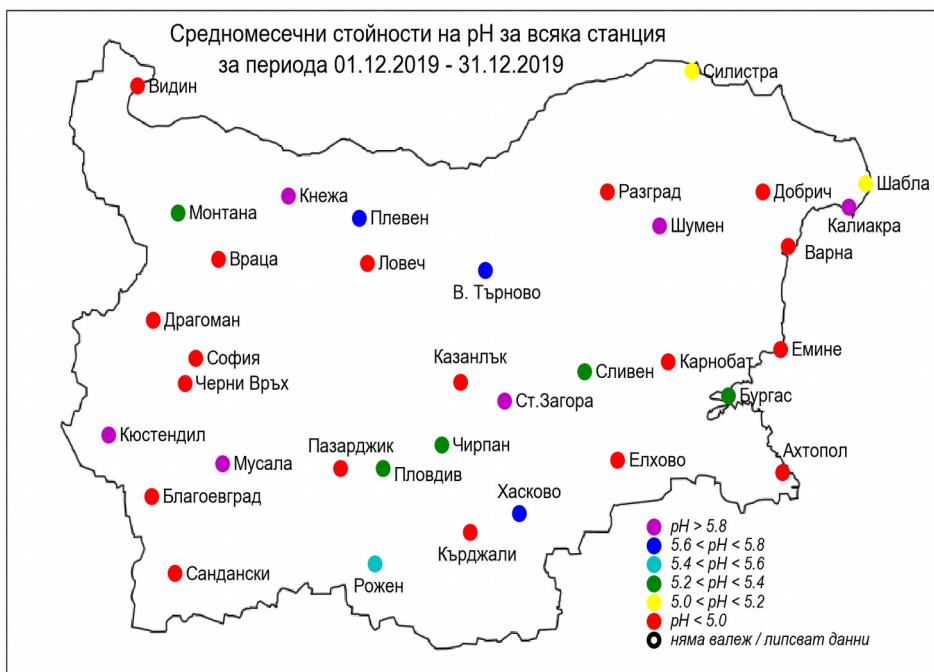 Средномесечни стойности на pH за всяка станция
за периода 01.12.2019 - 31.12.2019
Силистра
Видин
Шабла
Разград
Добрич
Кнежа
Монтана
Плевен
Шумен
Калиакра
Варна
Враца
Ловеч
В. Търново
Драгоман
Емине
София
Казанлък
Карнобат
Сливен
Черни Връх
Ст.Загора
Бургас
Кюстендил
Чирпан
Пазарджик
Ахтопол
Мусала
Пловдив
Елхово
Благоевград
Хасково
Кърджали
Сандански
Рожен
pH > 5.8
5.6 < pH < 5.8
5.4 < pH < 5.6
5.2 < pH < 5.4
5.0 < pH < 5.2
pH < 5.0
няма валеж / липсват данни